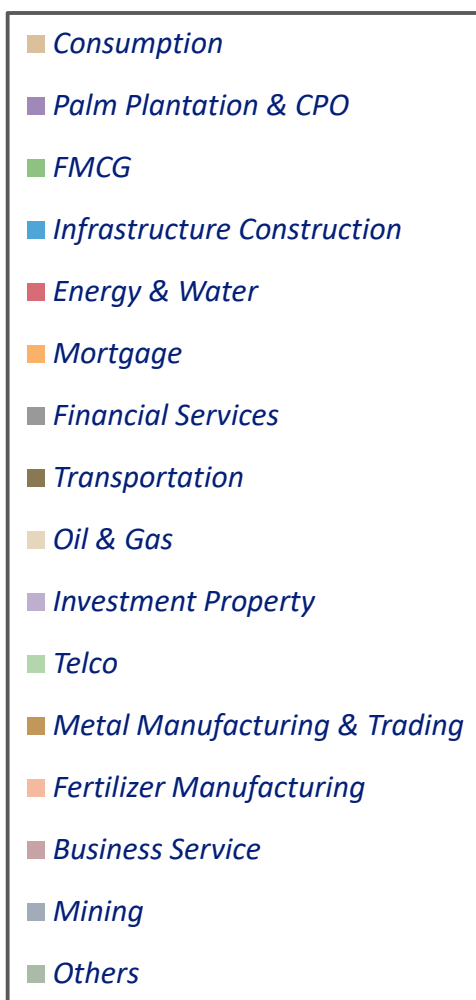 Consumption
Palm Plantation & CPO
FMCG
Infrastructure Construction
Energy & Water
Mortgage
Financial Services
Transportation
Oil & Gas
Investment Property
Telco
Metal Manufacturing & Trading
Fertilizer Manufacturing
Business Service
Mining
Others